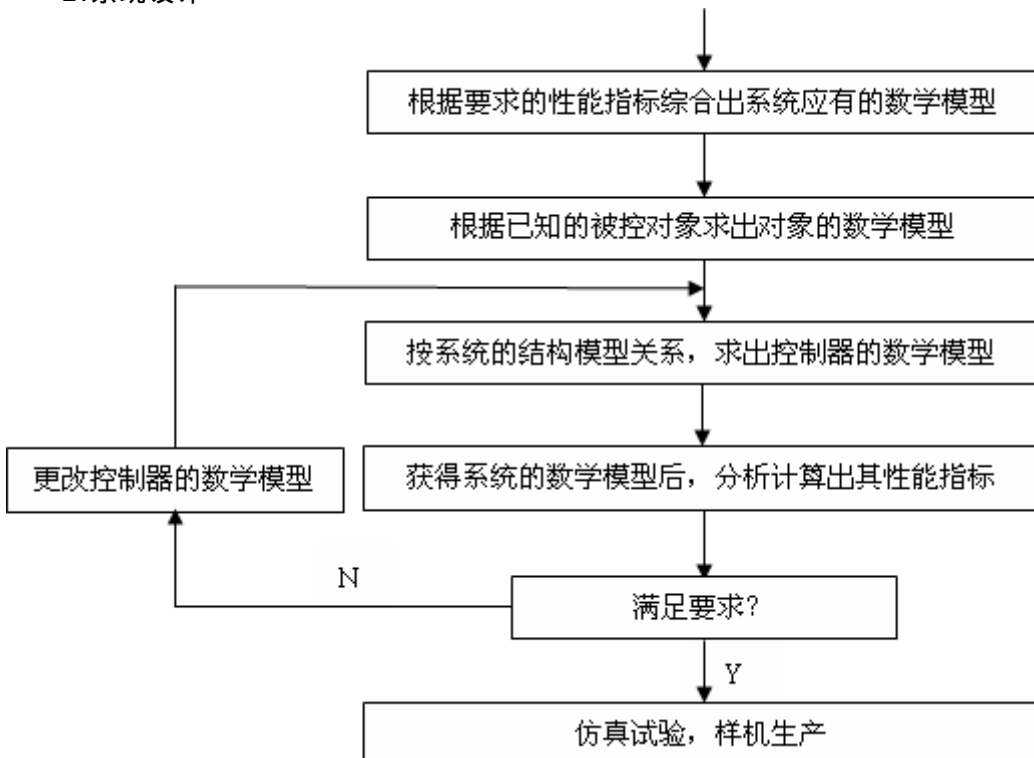 根据要求的性能指标综合出系统应有的数学模型
根据已知的被控对象求出对象的数学模型
按系统的结构模型关系，求出控制器的数学模型
更改控制器的数学模型
获得系统的数学模型后，分析计算出其性能指标
N
满足要求?
Y
仿真试验，样机生产